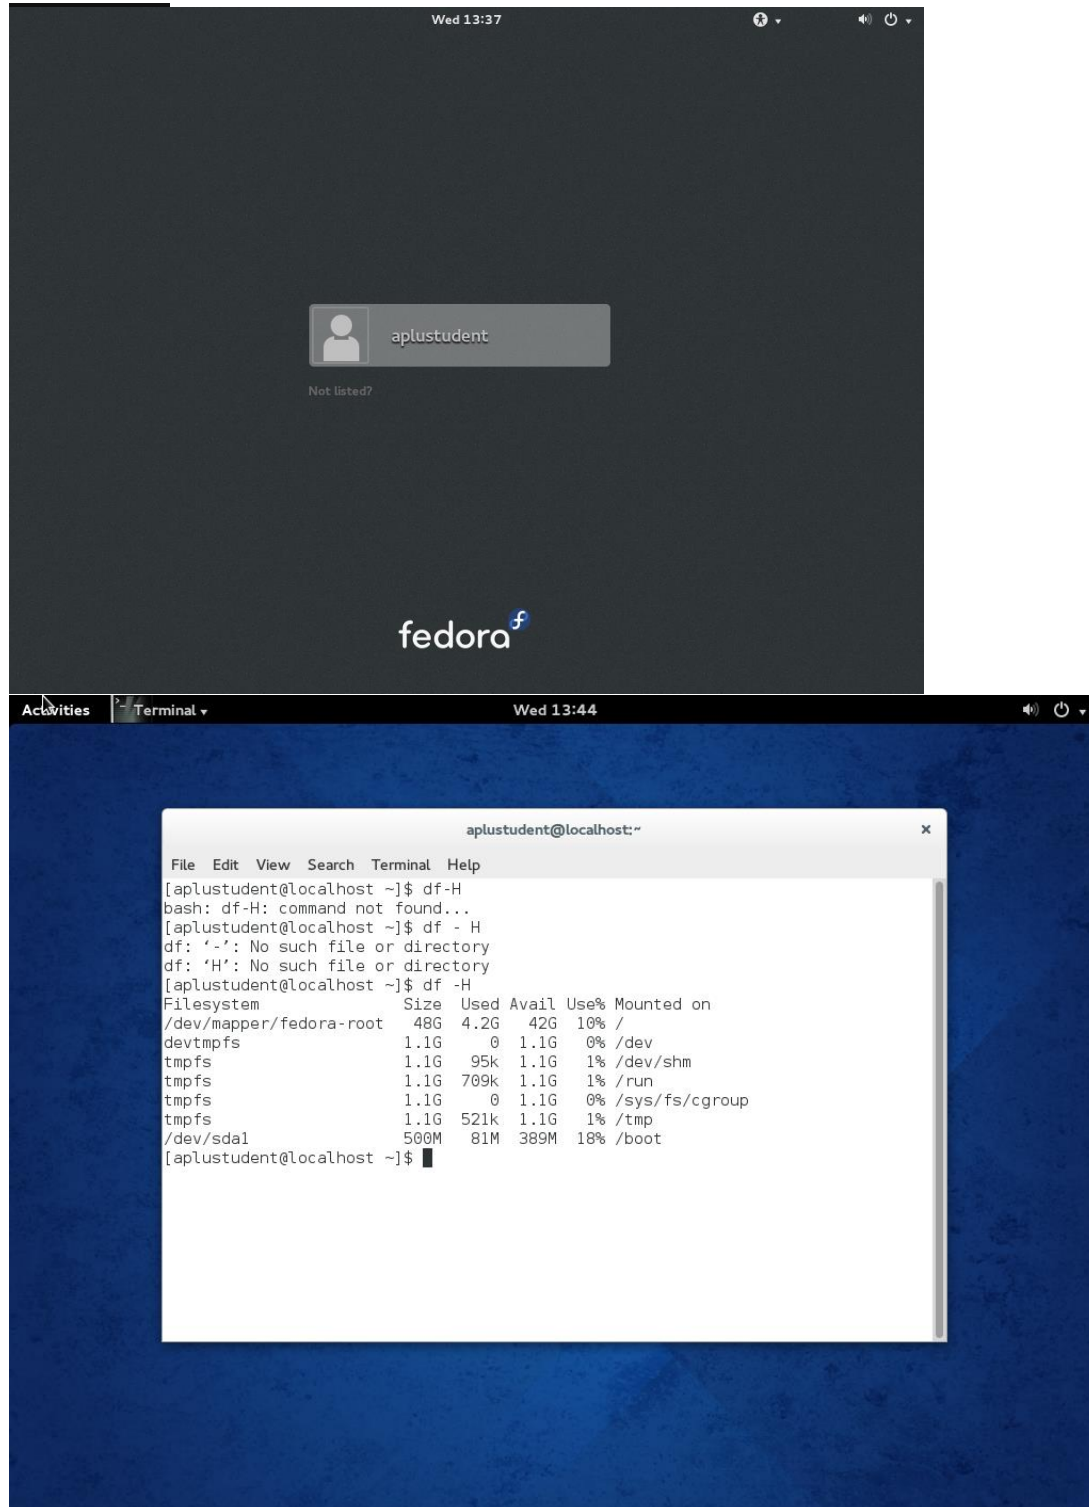 Wed 13:37
aplustudent
Not listed?
fedora
Activities Terminal Wed 13:44
aplustudent@localhost:~
File Edit View Search Terminal Help
[aplustudent@localhost ~]$ df-H
bash: df-H: command not found...
[aplustudent@localhost ~]$ df - H
df: ‘-’: No such file or directory
df: ‘H’: No such file or directory
[aplustudent@localhost ~]$ df -H
Filesystem Size Used Avail Use% Mounted on
/dev/mapper/fedora-root 48G 4.2G 42G 10% /
devtmpfs 1.1G 0 1.1G 0% /dev
tmpfs 1.1G 95k 1.1G 1% /dev/shm
tmpfs 1.1G 709k 1.1G 1% /run
tmpfs 1.1G 0 1.1G 0% /sys/fs/cgroup
tmpfs 1.1G 521k 1.1G 1% /tmp
/dev/sda1 500M 81M 389M 18% /boot
[aplustudent@localhost ~]$